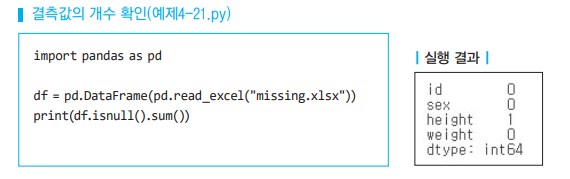 결측값의 개수 확인(예제4-21.py)
import pandas as pd
df = pd.DataFrame(pd.read_excel("missing.xlsx"))
print(df.isnull().sum())
| 실행 결과 |
id 0
sex 0
height 1
weight 0
dtype: int64